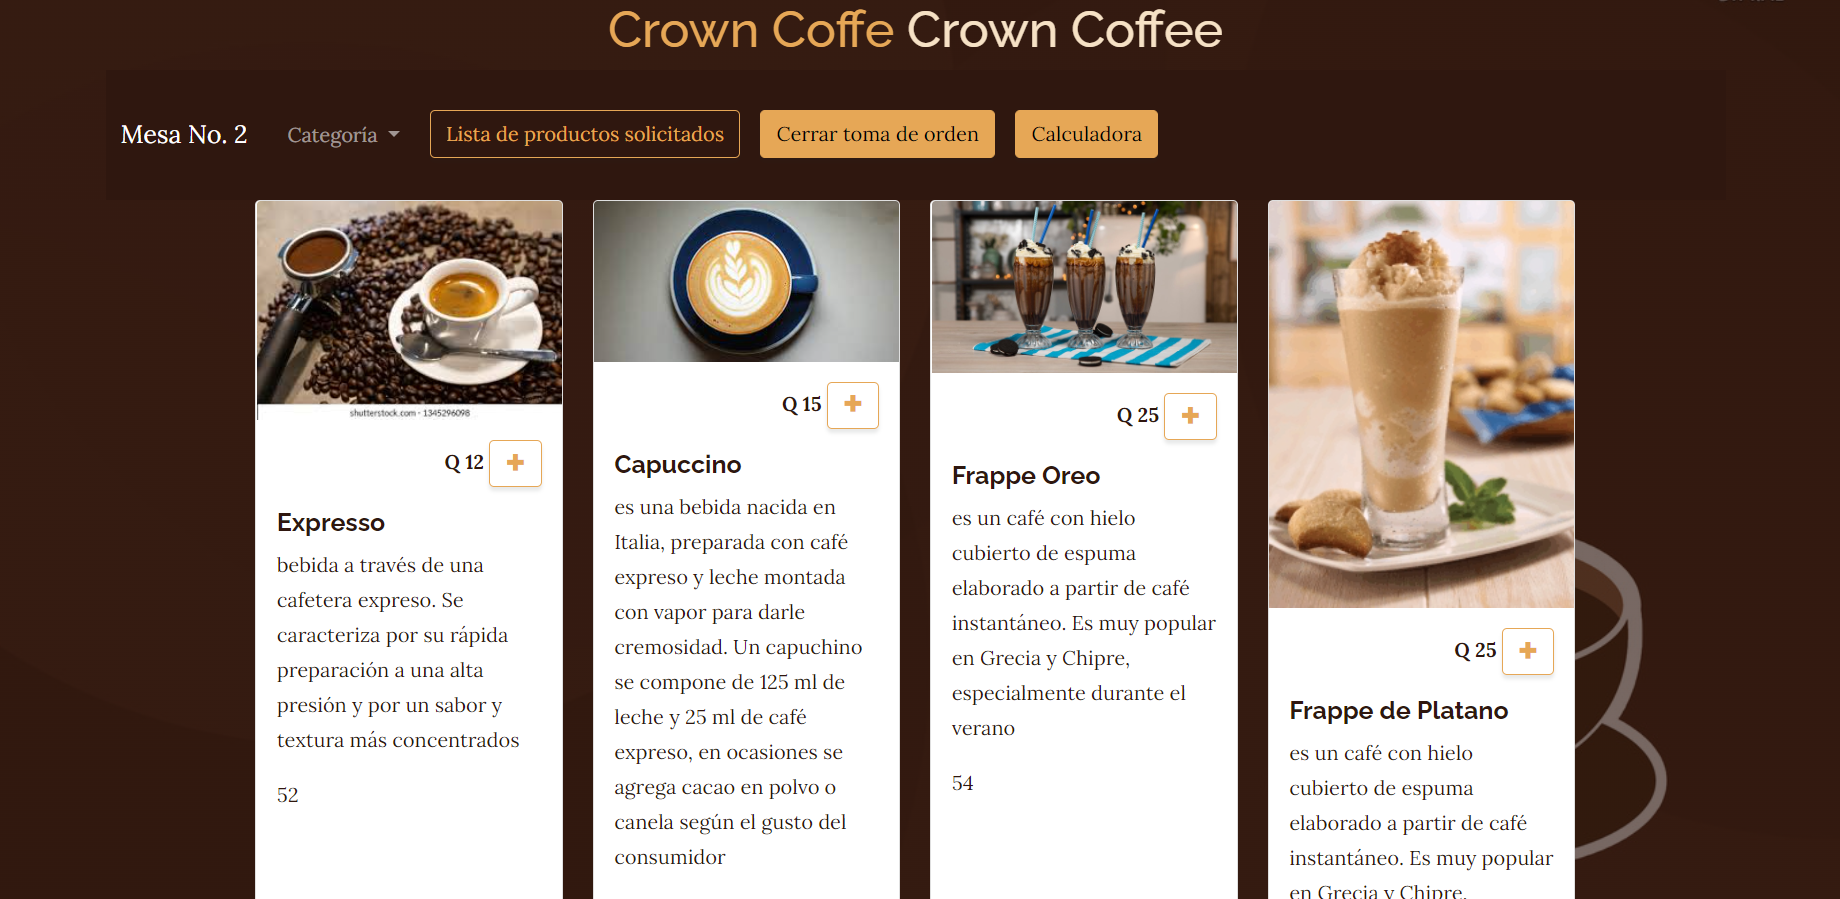 Crown Coffe Crown Coffee
Mesa No. 2
Categoría
Lista de productos solicitados
Cerrar toma de orden
Calculadora
shutterstock.com · 1345296098
Q 12
Expresso
bebida a través de una
cafetera expreso. Se
caracteriza por su rápida
preparación a una alta
presión y por un sabor y
textura más concentrados
52
Q 15
Capuccino
es una bebida nacida en
Italia, preparada con café
expreso y leche montada
con vapor para darle
cremosidad. Un capuchino
se compone de 125 ml de
leche y 25 ml de café
expreso, en ocasiones se
agrega cacao en polvo o
canela según el gusto del
consumidor
Q 25
Frappe Oreo
es un café con hielo
cubierto de espuma
elaborado a partir de café
instantáneo. Es muy popular
en Grecia y Chipre,
especialmente durante el
verano
54
Q 25
Frappe de Platano
es un café con hielo
cubierto de espuma
elaborado a partir de café
instantáneo. Es muy popular
en Grecia y Chipre,